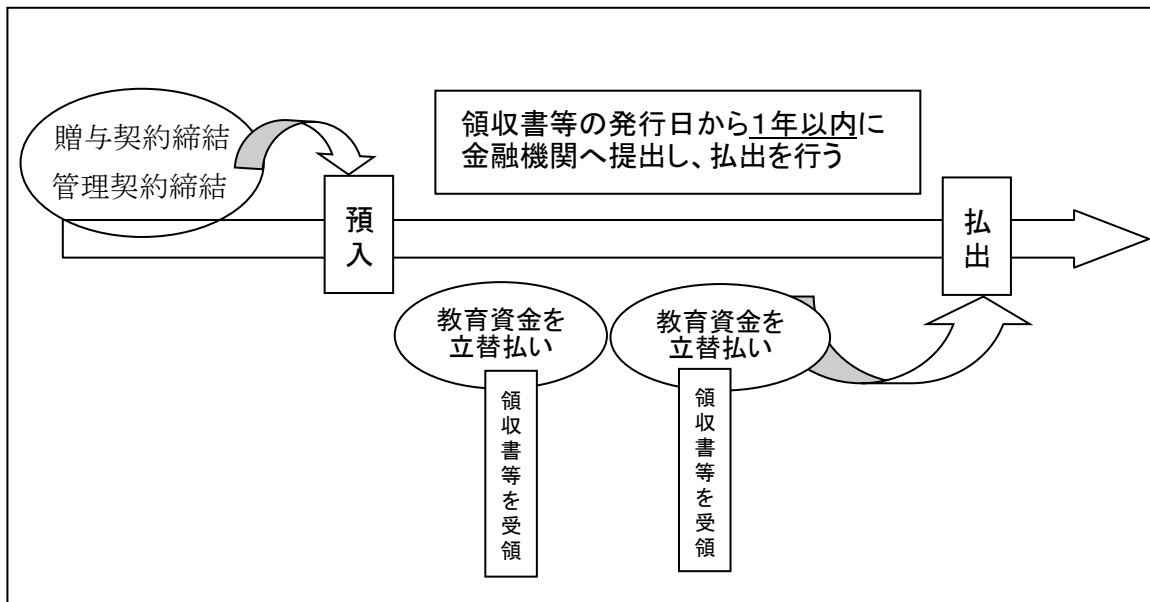 贈与契約締結
管理契約締結
領収書等の発行日から１年以内に
金融機関へ提出し、払出を行う
預入
払出
教育資金を
立替払い
教育資金を
立替払い
領収書等を受領
領収書等を受領